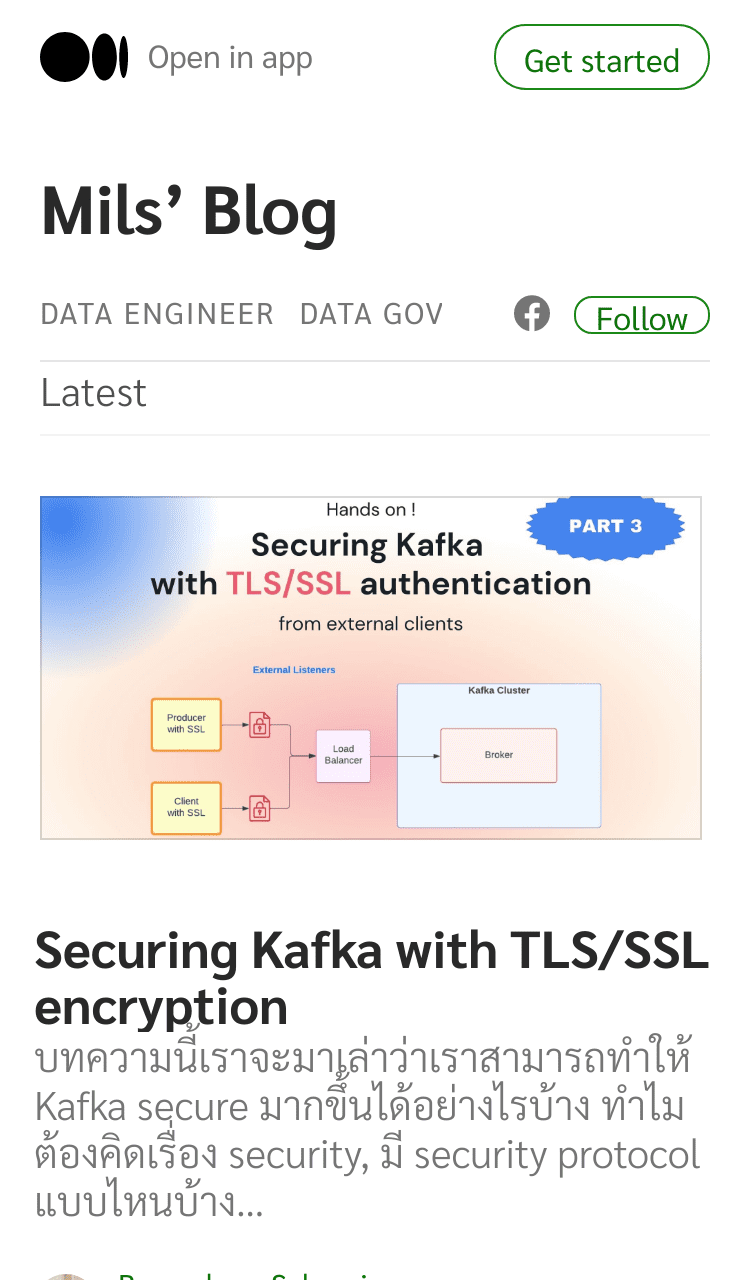 Open in app
Get started
Mils’ Blog
DATA ENGINEER DATA GOV
Follow
Latest
Hands on !
PART 3
Securing Kafka
with TLS/SSL authentication
from external clients
External Listeners
Kafka Cluster
Producer
with SSL
Load
Balancer
Broker
Client
with SSL
Securing Kafka with TLS/SSL
encryption
บทความนี้เราจะมาเล่าว่าเราสามารถทำให้
Kafka secure มากขึ้นได้อย่างไรบ้าง ทำไม
ต้องคิดเรื่อง security, มี security protocol
แบบไหนบ้าง…